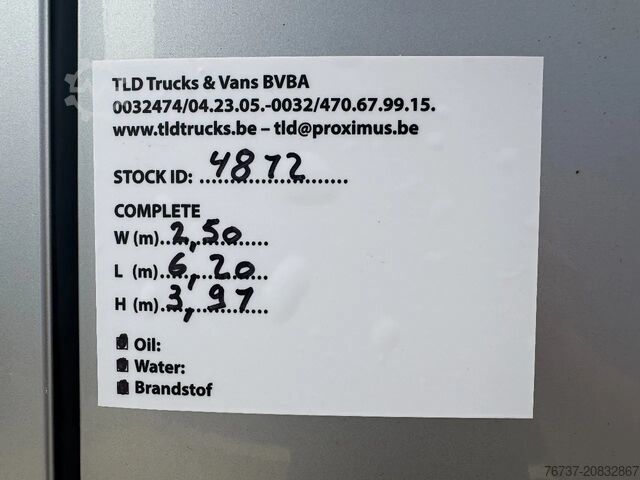 TLD Trucks & Vans BVBA
0032474/04.23.05.-0032/470.67.99.15.
www.tldtrucks.be – tld@proximus.be
STOCK ID: 4872
COMPLETE
W (m) 2,50
L (m) 6,20
H (m) 3,97
Oil:
Water:
Brandstof
76737-20832867